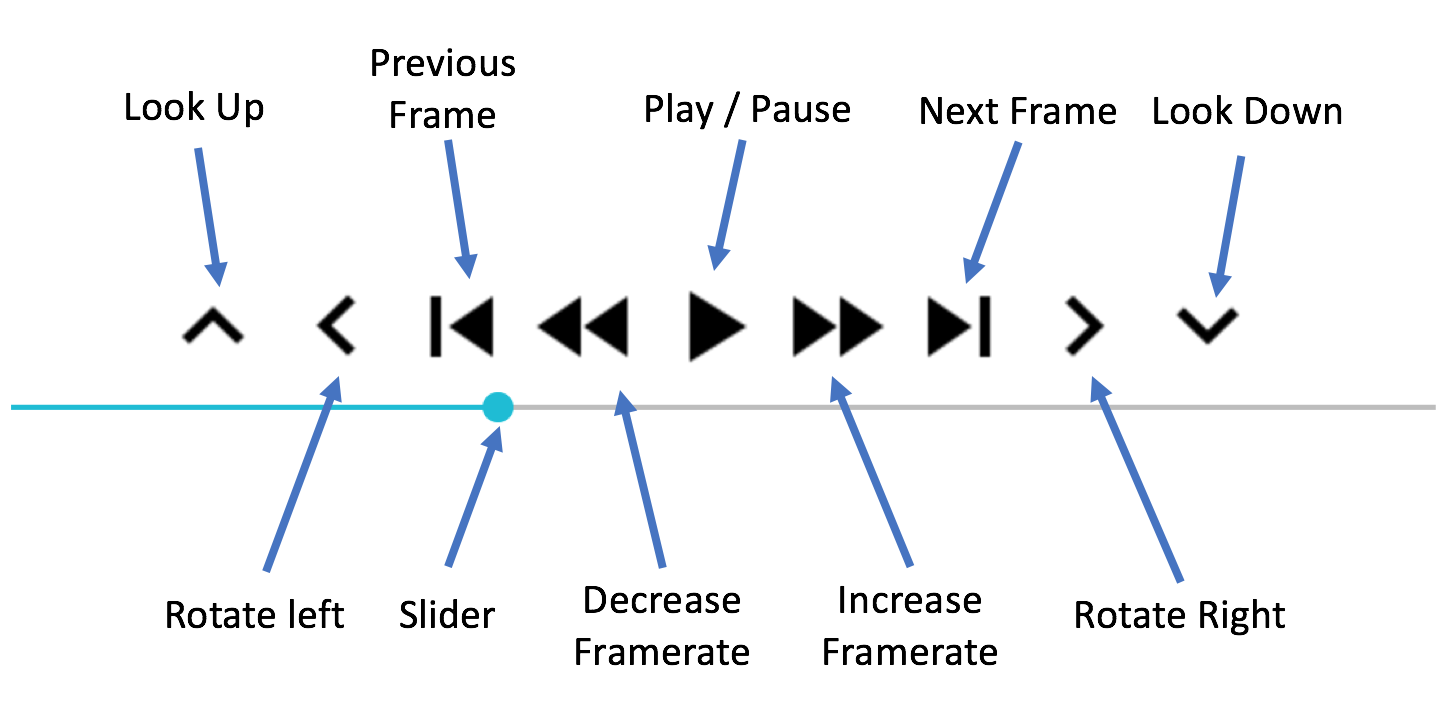 Look Up
Previous
Frame
Play / Pause
Next Frame
Look Down
Rotate left
Slider
Decrease
Framerate
Increase
Framerate
Rotate Right